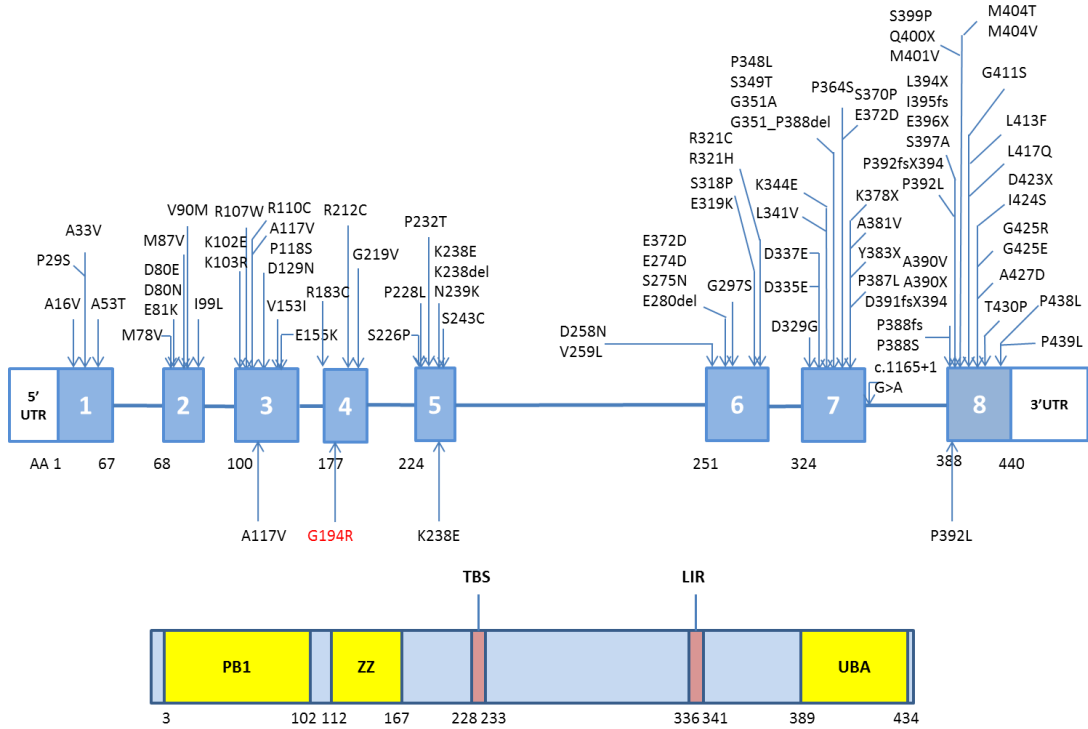 A33V
P29S
A16V
A53T
V90M
M87V
D80E
D80N
E81K
I99L
M78V
R107W
R110C
A117V
P118S
D129N
K102E
K103R
V153I
E155K
R212C
G219V
R183C
P232T
K238E
K238del
N239K
S243C
P228L
S226P
D258N
V259L
E372D
E274D
S275N
E280del
G297S
S318P
E319K
R321C
R321H
P348L
S349T
G351A
G351_P388del
P364S
S370P
E372D
K344E
L341V
D337E
D335E
D329G
K378X
A381V
Y383X
P387L
D391fsX394
c.1165+1
G>A
S399P
Q400X
M401V
L394X
I395fs
E396X
S397A
P392fsX394
P392L
A390V
A390X
P388fs
P388S
M404T
M404V
G411S
L413F
L417Q
D423X
I424S
G425R
G425E
A427D
T430P
P438L
P439L
5'
UTR
1
2
3
4
5
6
7
8
3'UTR
AA 1
67
68
100
177
224
251
324
388
440
A117V
G194R
K238E
P392L
TBS
LIR
PB1
ZZ
UBA
3
102
112
167
228
233
336
341
389
434